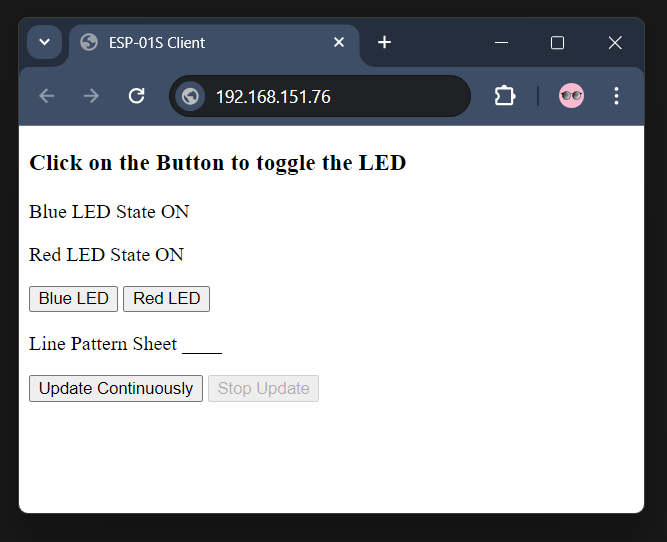 ESP-01S Client
192.168.151.76
Click on the Button to toggle the LED
Blue LED State ON
Red LED State ON
Blue LED Red LED
Line Pattern Sheet ____
Update Continuously Stop Update